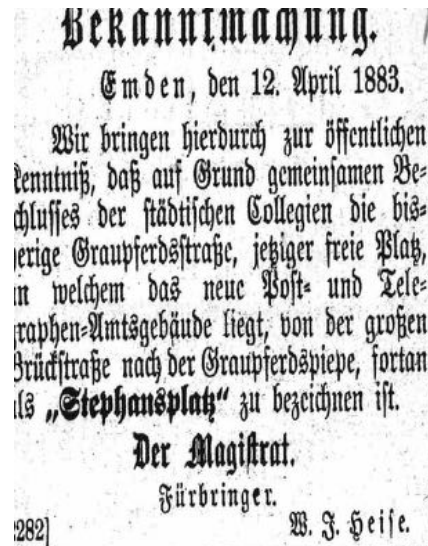 Bekanntmachung.
Emden, den 12. April 1883.
Wir bringen hierdurch zur öffentlichen
Kenntniß, daß auf Grund gemeinsamen Be-
schlusses der städtischen Collegien die bis-
herige Graupferdsstraße, jetziger freie Platz,
an welchem das neue Post- und Tele-
graphen-Amtsgebäude liegt, von der großen
Brückstraße nach der Graupferdspiepe, fortan
als „Stephansplatz“ zu bezeichnen ist.
Der Magistrat.
Fürbringer.
2282] W. J. Heise.